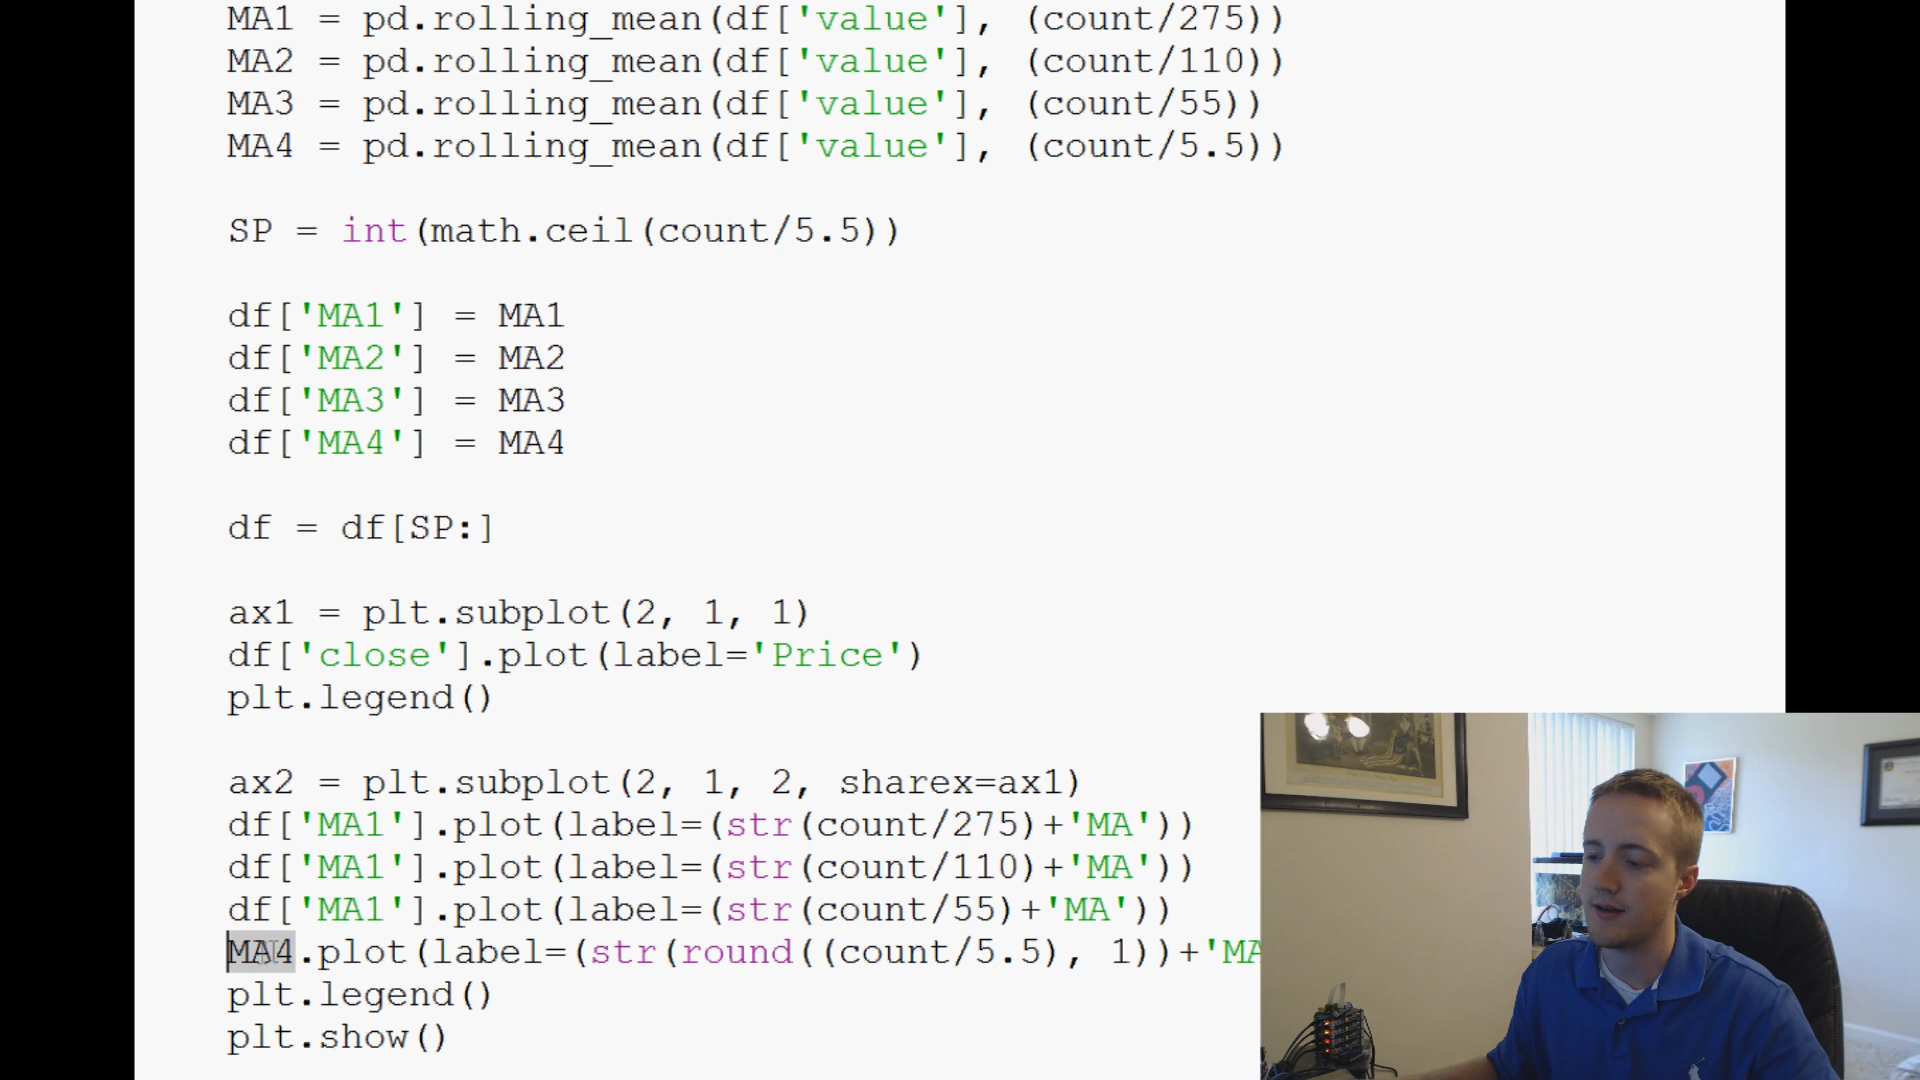 MA1 = pd.rolling_mean(df['value'], (count/275))
MA2 = pd.rolling_mean(df['value'], (count/110))
MA3 = pd.rolling_mean(df['value'], (count/55))
MA4 = pd.rolling_mean(df['value'], (count/5.5))
SP = int(math.ceil(count/5.5))
df['MA1'] = MA1
df['MA2'] = MA2
df['MA3'] = MA3
df['MA4'] = MA4
df = df[SP:]
ax1 = plt.subplot(2, 1, 1)
df['close'].plot(label='Price')
plt.legend()
ax2 = plt.subplot(2, 1, 2, sharex=ax1)
df['MA1'].plot(label=(str(count/275)+'MA'))
df['MA1'].plot(label=(str(count/110)+'MA'))
df['MA1'].plot(label=(str(count/55)+'MA'))
MA4.plot(label=(str(round((count/5.5), 1))+'MA
plt.legend()
plt.show()